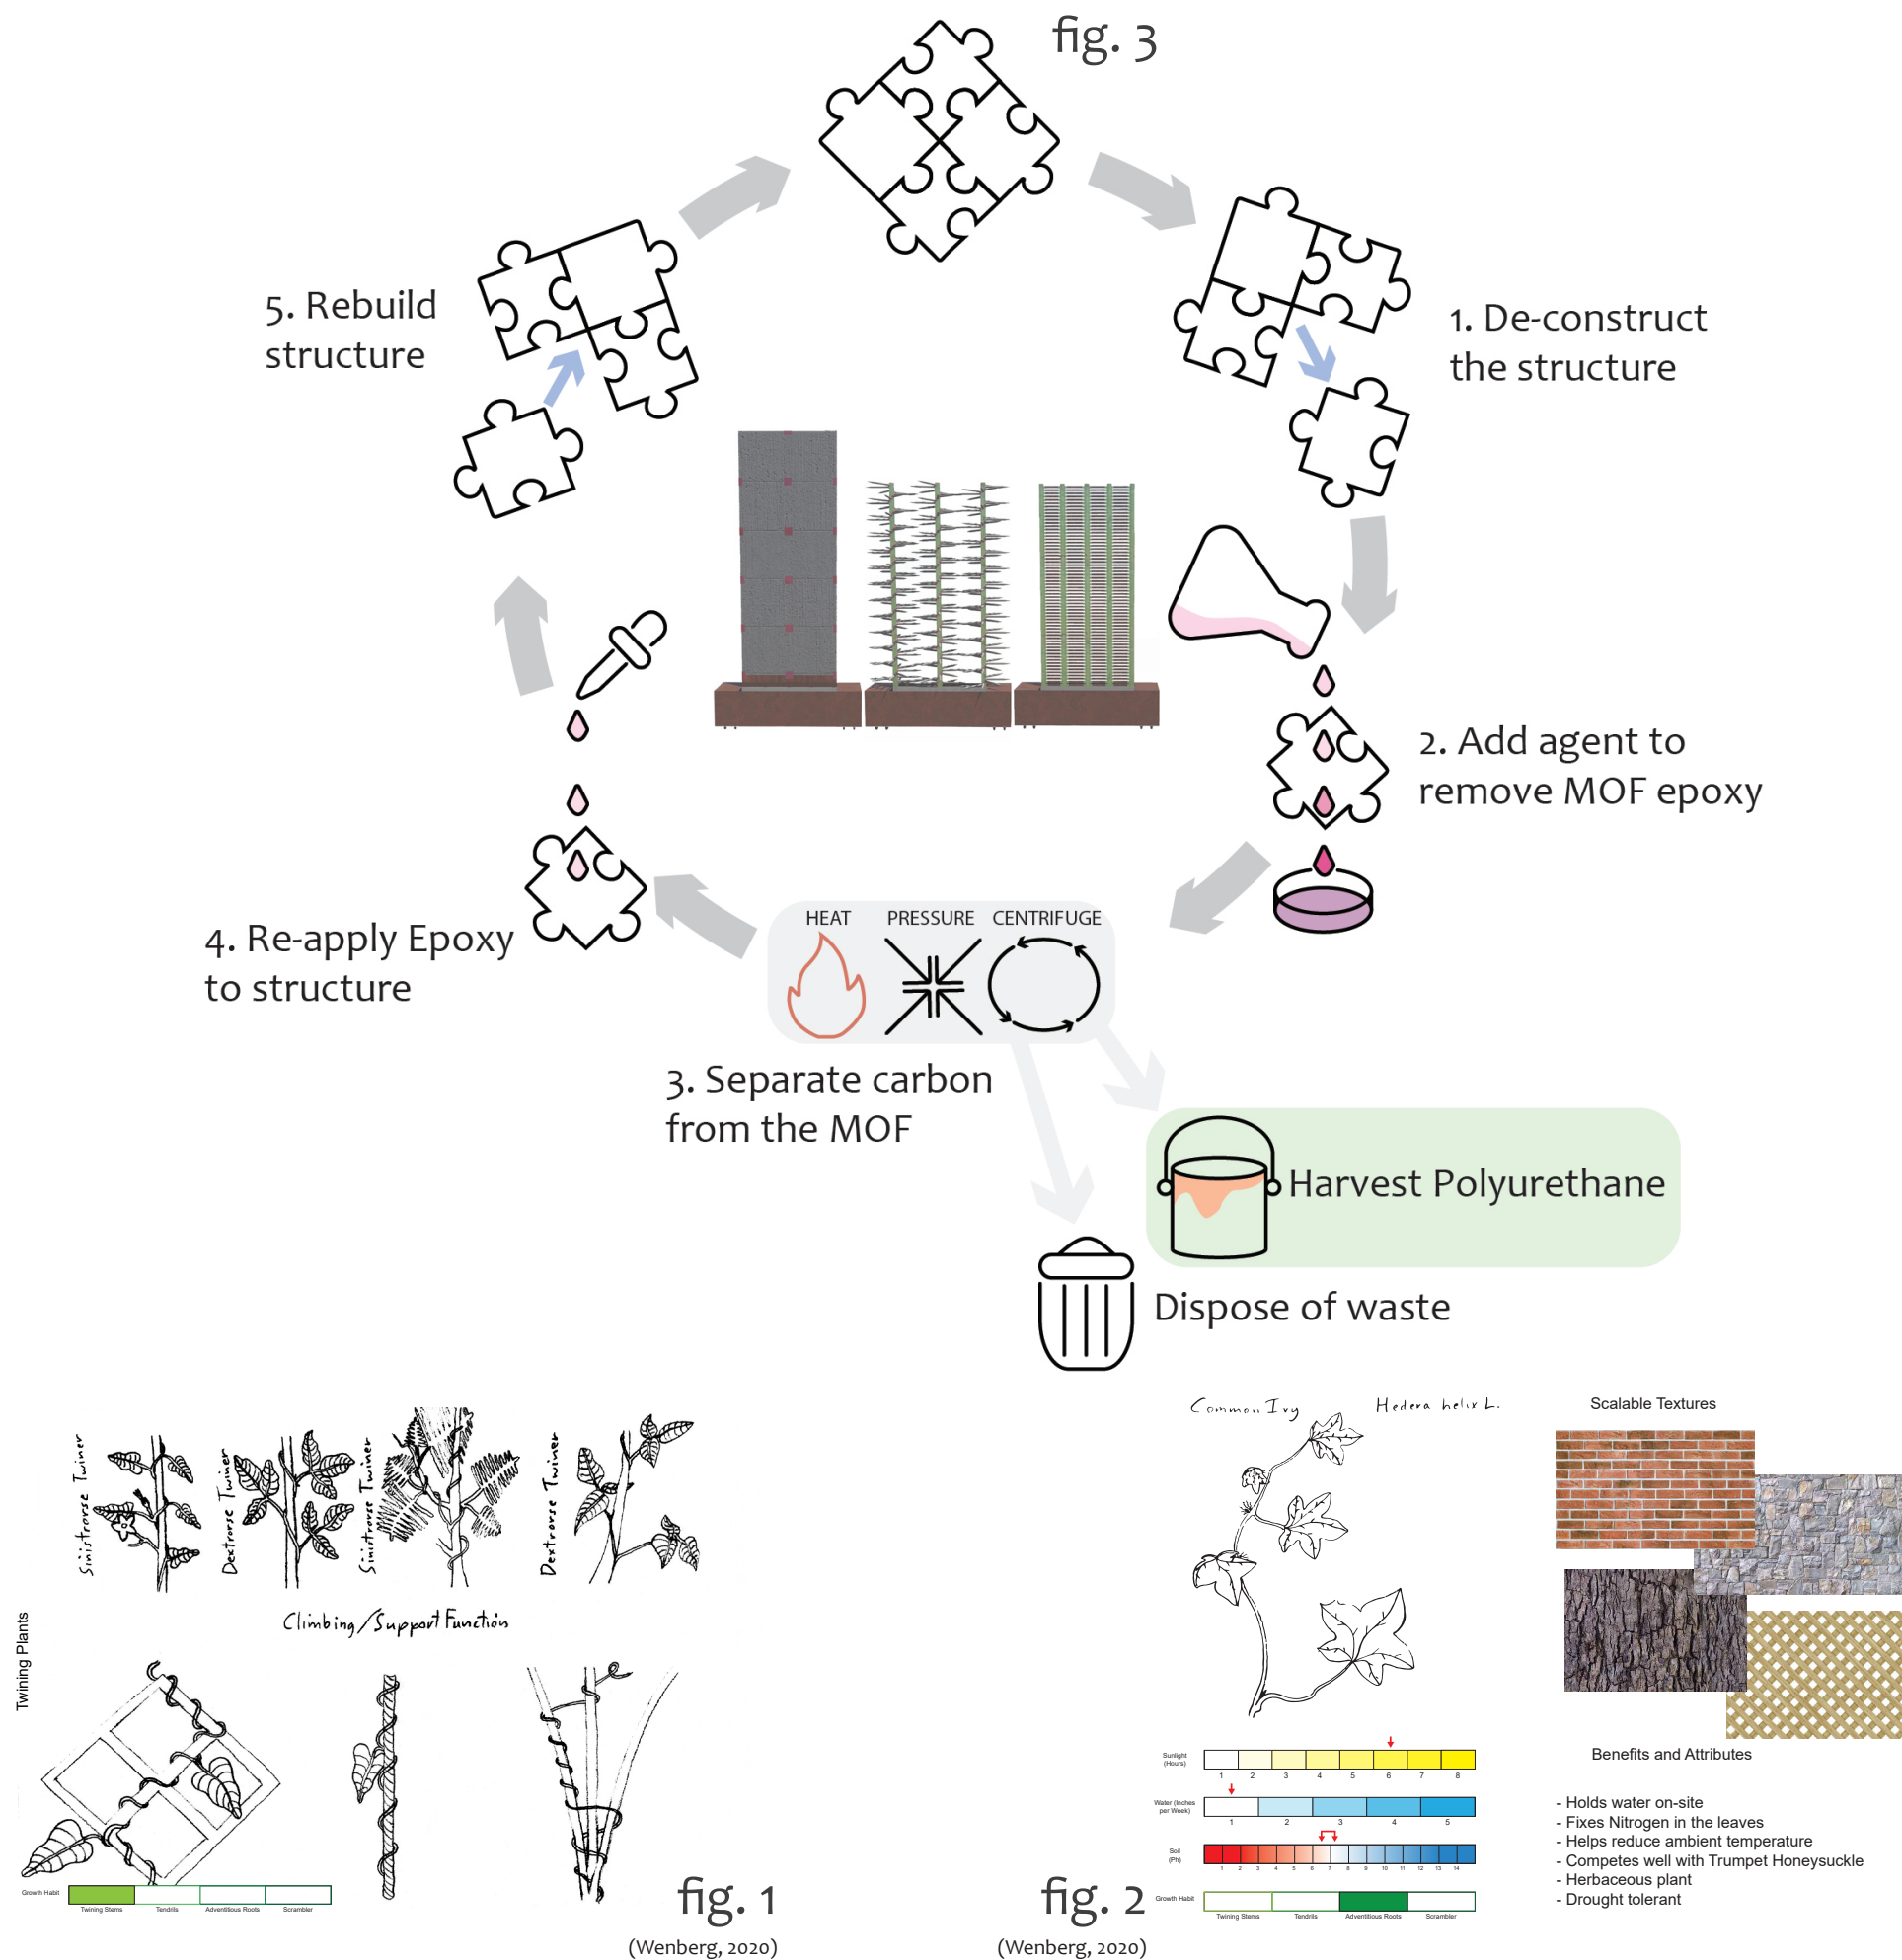 fig. 3
1. De-construct
the structure
2. Add agent to
remove MOF epoxy
HEAT PRESSURE CENTRIFUGE
3. Separate carbon
from the MOF
4. Re-apply Epoxy
to structure
5. Rebuild
structure
Harvest Polyurethane
Dispose of waste
Sinistrorse Twiner
Dextrorse Twiner
Sinistrorse Twiner
Dextrorse Twiner
Climbing/Support Function
Twining Plants
Growth Habit
Twining Stems Tendrils Adventitious Roots Scrambler
fig. 1
(Wenberg, 2020)
Common Ivy Hedera helix L.
Scalable Textures
Sunlight
(Hours)
1 2 3 4 5 6 7 8
Water (Inches
per Week)
1 2 3 4 5
Soil
(Ph)
1 2 3 4 5 6 7 8 9 10 11 12 13 14
Growth Habit
Twining Stems Tendrils Adventitious Roots Scrambler
fig. 2
(Wenberg, 2020)
Benefits and Attributes
- Holds water on-site
- Fixes Nitrogen in the leaves
- Helps reduce ambient temperature
- Competes well with Trumpet Honeysuckle
- Herbaceous plant
- Drought tolerant